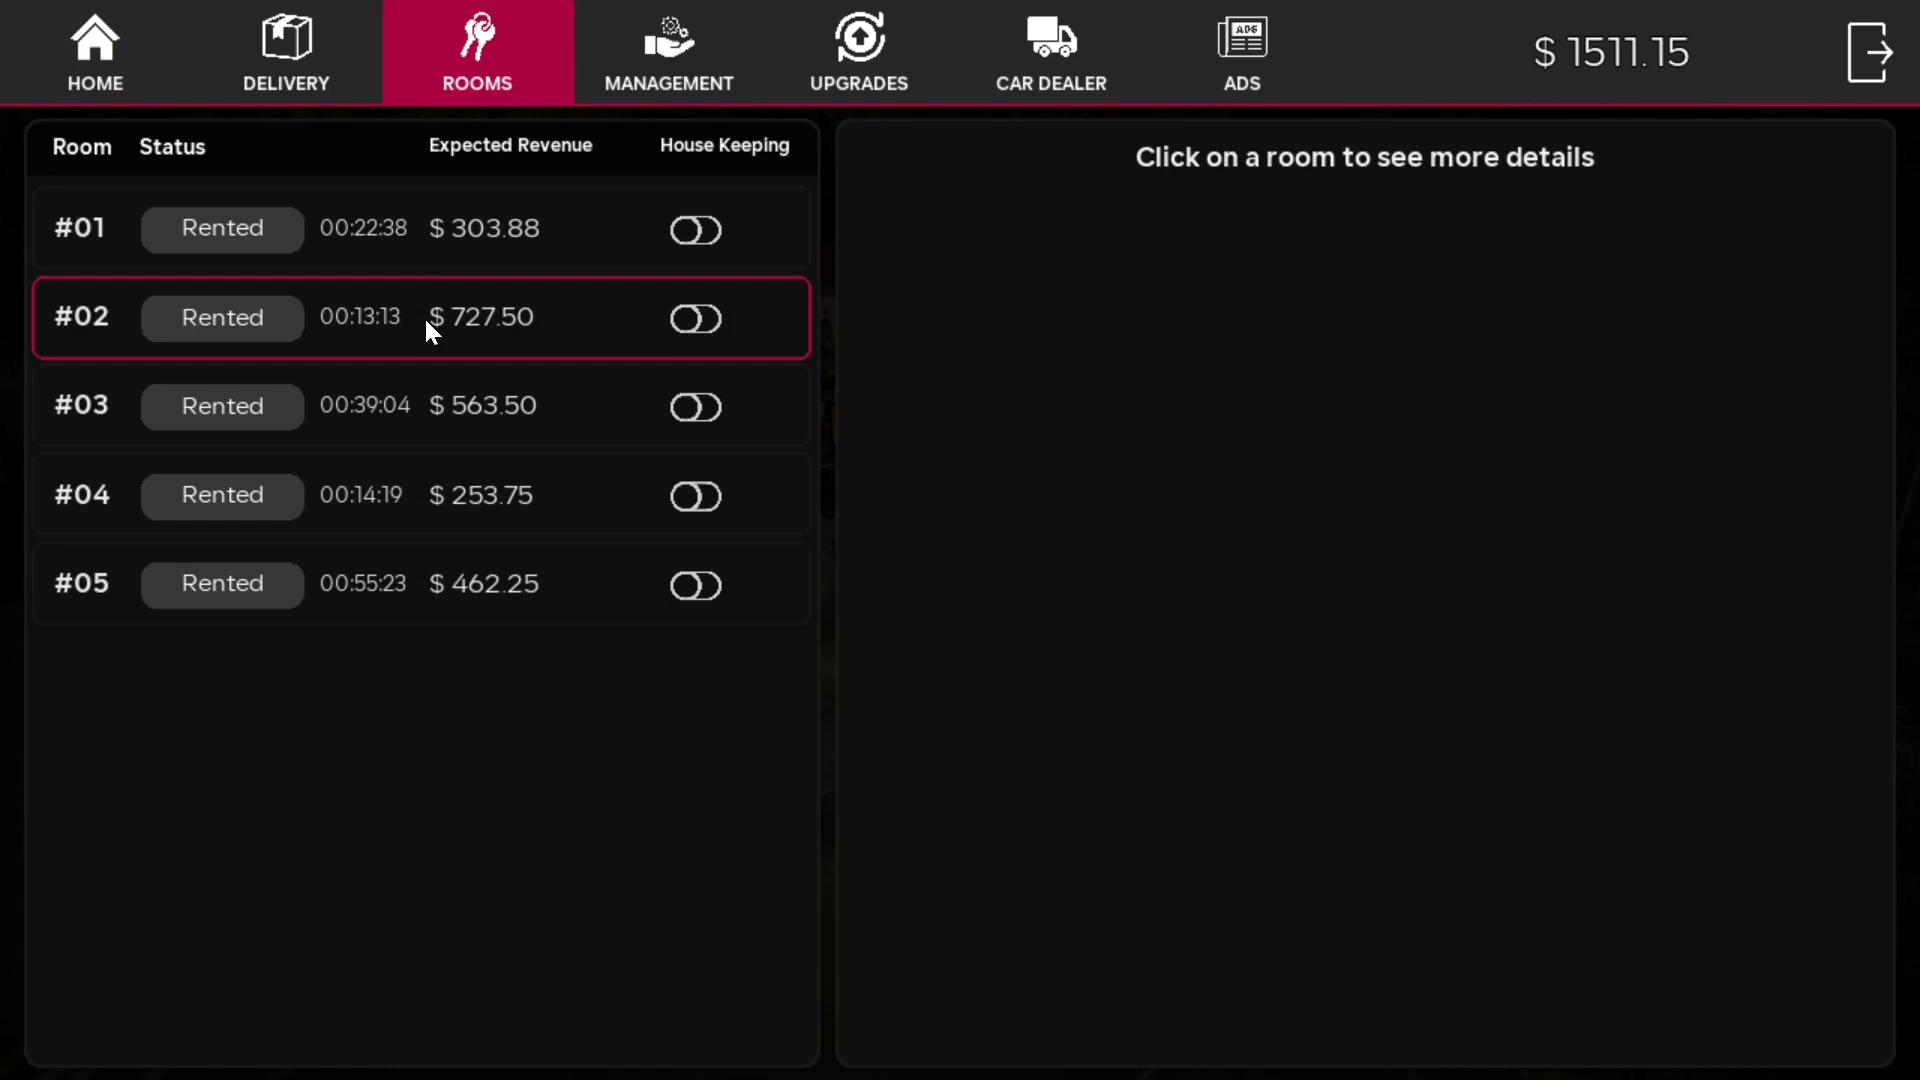 HOME DELIVERY ROOMS MANAGEMENT UPGRADES CAR DEALER ADS $ 1511.15
ADS
Room Status Expected Revenue House Keeping
#01 Rented 00:22:38 $ 303.88
#02 Rented 00:13:13 $ 727.50
#03 Rented 00:39:04 $ 563.50
#04 Rented 00:14:19 $ 253.75
#05 Rented 00:55:23 $ 462.25
Click on a room to see more details